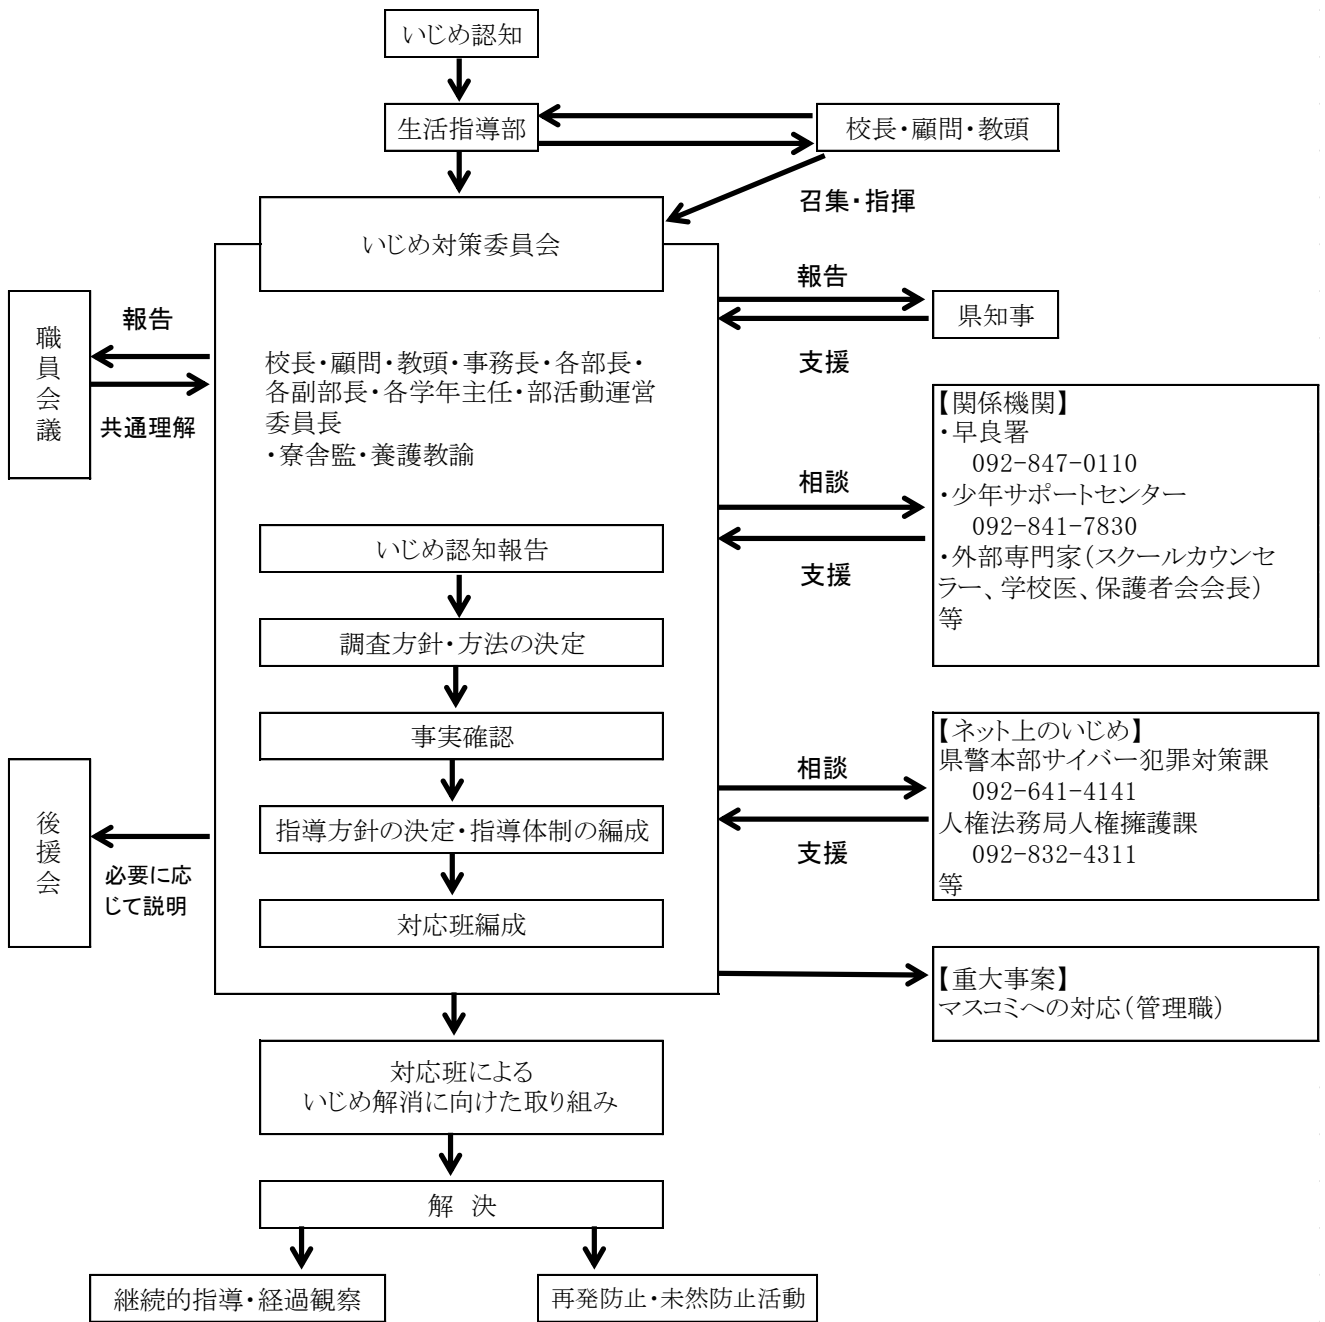 いじめ認知
生活指導部
校長・顧問・教頭
召集・指揮
いじめ対策委員会
職員会議
報告
共通理解
校長・顧問・教頭・事務長・各部長・
各副部長・各学年主任・部活動運営
委員長
・寮舎監・養護教諭
報告
支援
県知事
相談
支援
【関係機関】
・早良署
092-847-0110
・少年サポートセンター
092-841-7830
・外部専門家（スクールカウンセ
ラー、学校医、保護者会会長）
等
いじめ認知報告
調査方針・方法の決定
事実確認
指導方針の決定・指導体制の編成
対応班編成
後援会
必要に応
じて説明
相談
支援
【ネット上のいじめ】
県警本部サイバー犯罪対策課
092-641-4141
人権法務局人権擁護課
092-832-4311
等
【重大事案】
マスコミへの対応（管理職）
対応班による
いじめ解消に向けた取り組み
解 決
継続的指導・経過観察
再発防止・未然防止活動